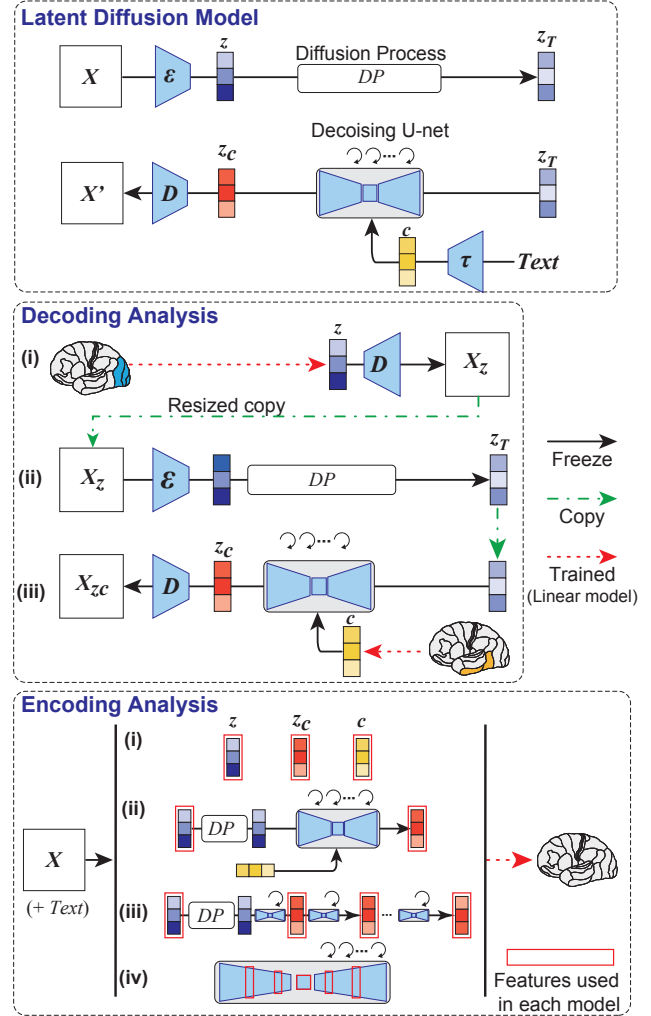 Latent Diffusion Model
z
z_T
Diffusion Process
X
ε
DP
Decoising U-net
z_c
z_T
X'
D
c
τ
Text
Decoding Analysis
z
(i)
D
X_z
Resized copy
z_T
(ii)
X_z
ε
DP
Freeze
Copy
z_c
(iii)
X_zc
D
Trained
(Linear model)
c
Encoding Analysis
z
z_c
c
(i)
(ii)
DP
X
(+ Text)
(iii)
DP
...
(iv)
Features used
in each model